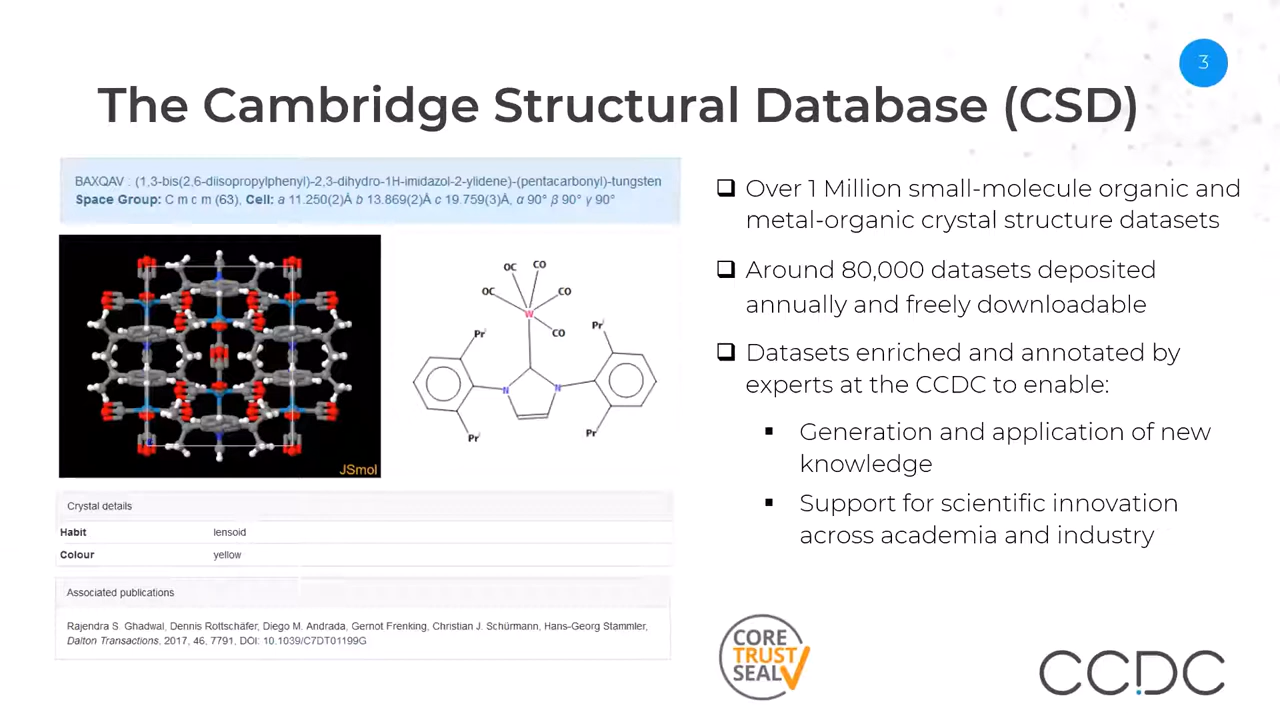 3
The Cambridge Structural Database (CSD)
BAXQAV : (1,3-bis(2,6-diisopropylphenyl)-2,3-dihydro-1H-imidazol-2-ylidene)-(pentacarbonyl)-tungsten
Space Group: C m c m (63), Cell: a 11.250(2)Å b 13.869(2)Å c 19.759(3)Å, α 90° β 90° γ 90°
JSmol
OC CO
OC CO
W
CO
Prⁱ Prⁱ
N N
Prⁱ Prⁱ
Crystal details
Habit lensoid
Colour yellow
Associated publications
Rajendra S. Ghadwal, Dennis Rottschäfer, Diego M. Andrada, Gernot Frenking, Christian J. Schürmann, Hans-Georg Stammler,
Dalton Transactions, 2017, 46, 7791, DOI: 10.1039/C7DT01199G
❑ Over 1 Million small-molecule organic and
metal-organic crystal structure datasets
❑ Around 80,000 datasets deposited
annually and freely downloadable
❑ Datasets enriched and annotated by
experts at the CCDC to enable:
▪ Generation and application of new
knowledge
▪ Support for scientific innovation
across academia and industry
CORE
TRUST
SEAL
CCDC